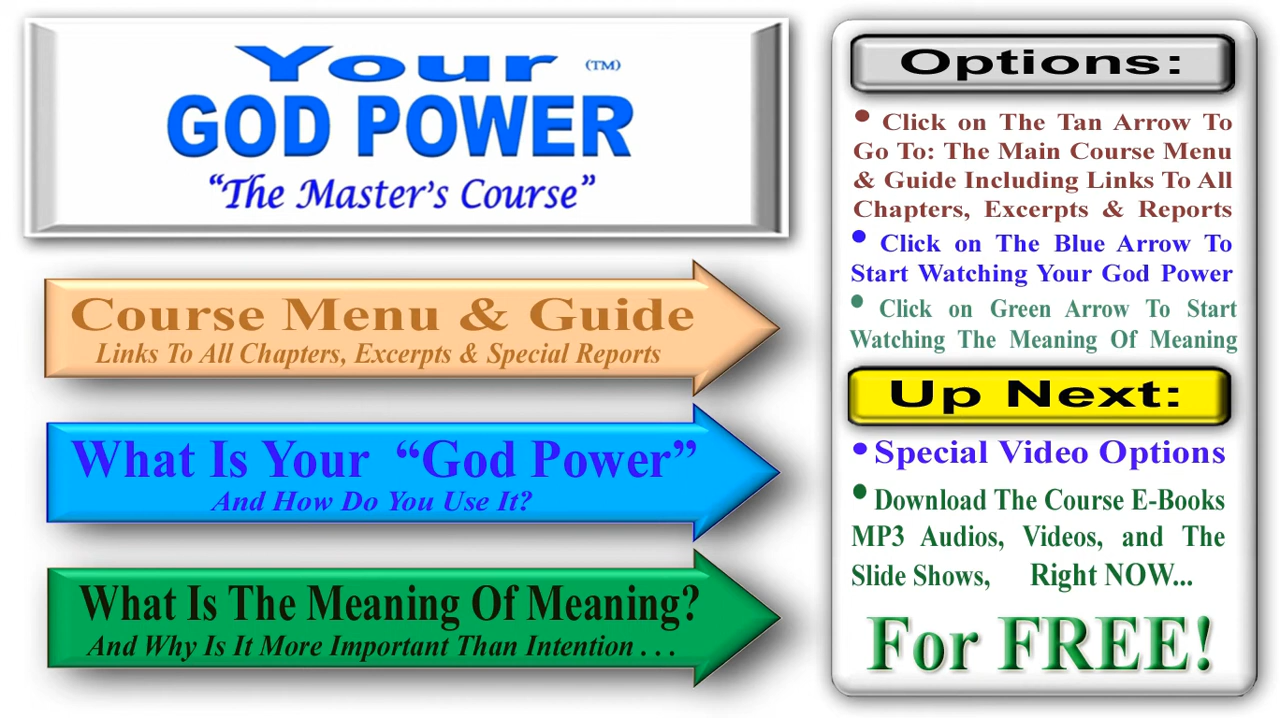 Your (TM)
GOD POWER
“The Master's Course”
Course Menu & Guide
Links To All Chapters, Excerpts & Special Reports
What Is Your “God Power”
And How Do You Use It?
What Is The Meaning Of Meaning?
And Why Is It More Important Than Intention . . .
Options:
• Click on The Tan Arrow To
Go To: The Main Course Menu
& Guide Including Links To All
Chapters, Excerpts & Reports
• Click on The Blue Arrow To
Start Watching Your God Power
• Click on Green Arrow To Start
Watching The Meaning Of Meaning
Up Next:
• Special Video Options
• Download The Course E-Books
MP3 Audios, Videos, and The
Slide Shows, Right NOW...
For FREE!